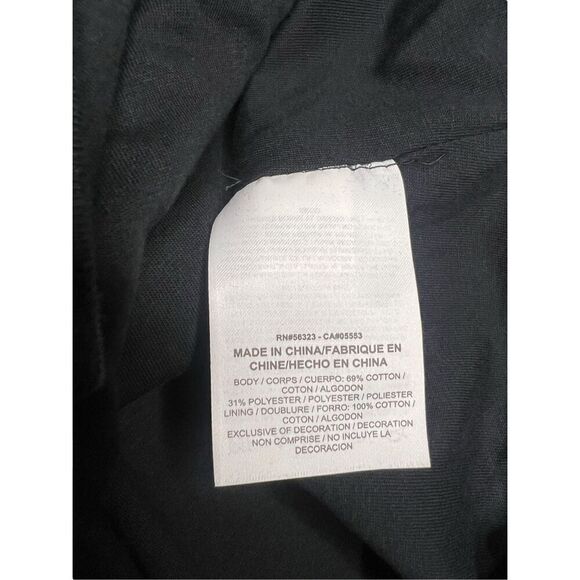 RN#56323 - CA#05553
MADE IN CHINA/FABRIQUE EN
CHINE/HECHO EN CHINA
BODY / CORPS / CUERPO: 69% COTTON /
COTON / ALGODON
31% POLYESTER / POLYESTER / POLIESTER
LINING / DOUBLURE / FORRO: 100% COTTON /
COTON / ALGODON
EXCLUSIVE OF DECORATION / DECORATION
NON COMPRISE / NO INCLUYE LA
DECORACION